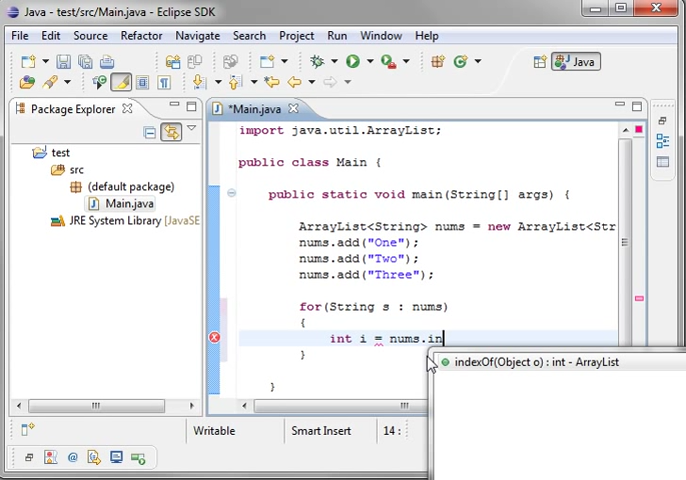 Java - test/src/Main.java - Eclipse SDK
File Edit Source Refactor Navigate Search Project Run Window Help
Java
Package Explorer
*Main.java
test
src
(default package)
Main.java
JRE System Library [JavaSE
import java.util.ArrayList;
public class Main {
public static void main(String[] args) {
ArrayList<String> nums = new ArrayList<Str
nums.add("One");
nums.add("Two");
nums.add("Three");
for(String s : nums)
{
int i = nums.in
}
}
indexOf(Object o) : int - ArrayList
Writable Smart Insert 14 :